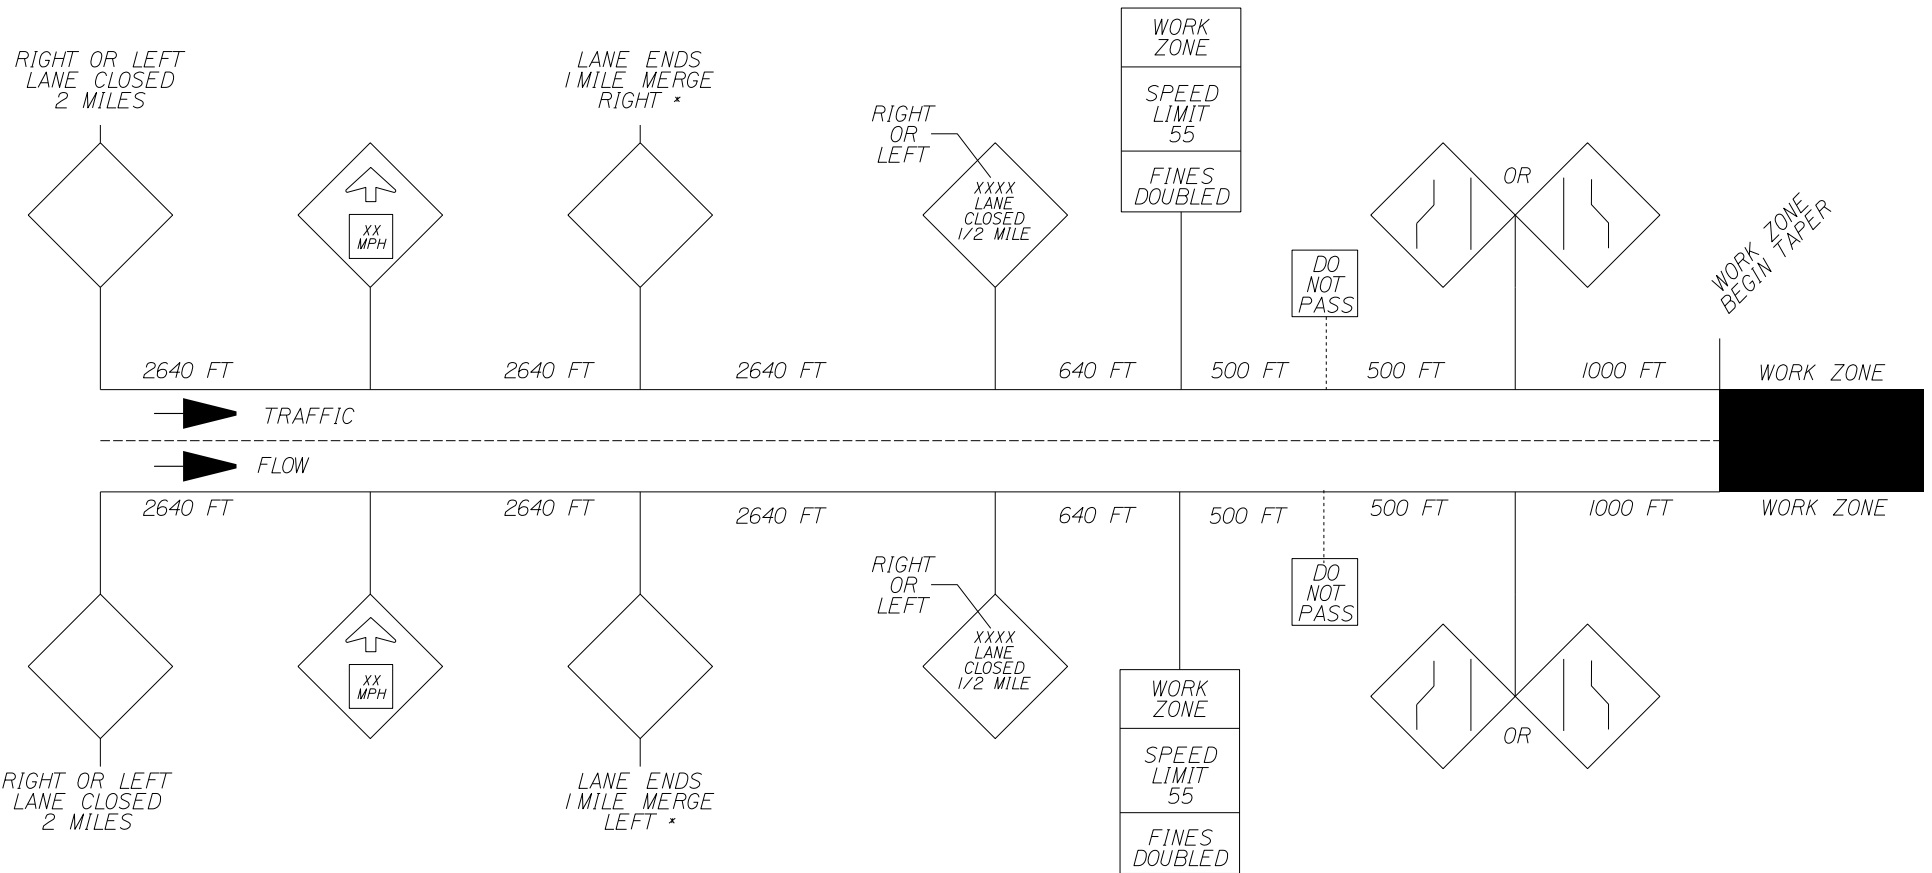 RIGHT OR LEFT
LANE CLOSED
2 MILES
XX
MPH
LANE ENDS
1 MILE MERGE
RIGHT *
RIGHT
OR
LEFT
XXXX
LANE
CLOSED
1/2 MILE
WORK
ZONE
SPEED
LIMIT
55
FINES
DOUBLED
DO
NOT
PASS
OR
WORK ZONE
BEGIN TAPER
2640 FT
2640 FT
2640 FT
640 FT
500 FT
500 FT
1000 FT
WORK ZONE
TRAFFIC
FLOW
2640 FT
2640 FT
2640 FT
640 FT
500 FT
500 FT
1000 FT
WORK ZONE
RIGHT OR LEFT
LANE CLOSED
2 MILES
XX
MPH
LANE ENDS
1 MILE MERGE
LEFT *
RIGHT
OR
LEFT
XXXX
LANE
CLOSED
1/2 MILE
WORK
ZONE
SPEED
LIMIT
55
FINES
DOUBLED
DO
NOT
PASS
OR